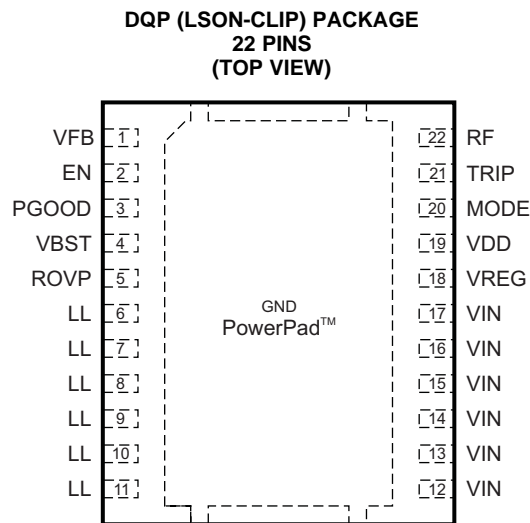 DQP (LSON-CLIP) PACKAGE
22 PINS
(TOP VIEW)
VFB 1 22 RF
EN 2 21 TRIP
PGOOD 3 20 MODE
VBST 4 19 VDD
ROVP 5 18 VREG
LL 6 17 VIN
LL 7 16 VIN
LL 8 15 VIN
LL 9 14 VIN
LL 10 13 VIN
LL 11 12 VIN
GND
PowerPad™